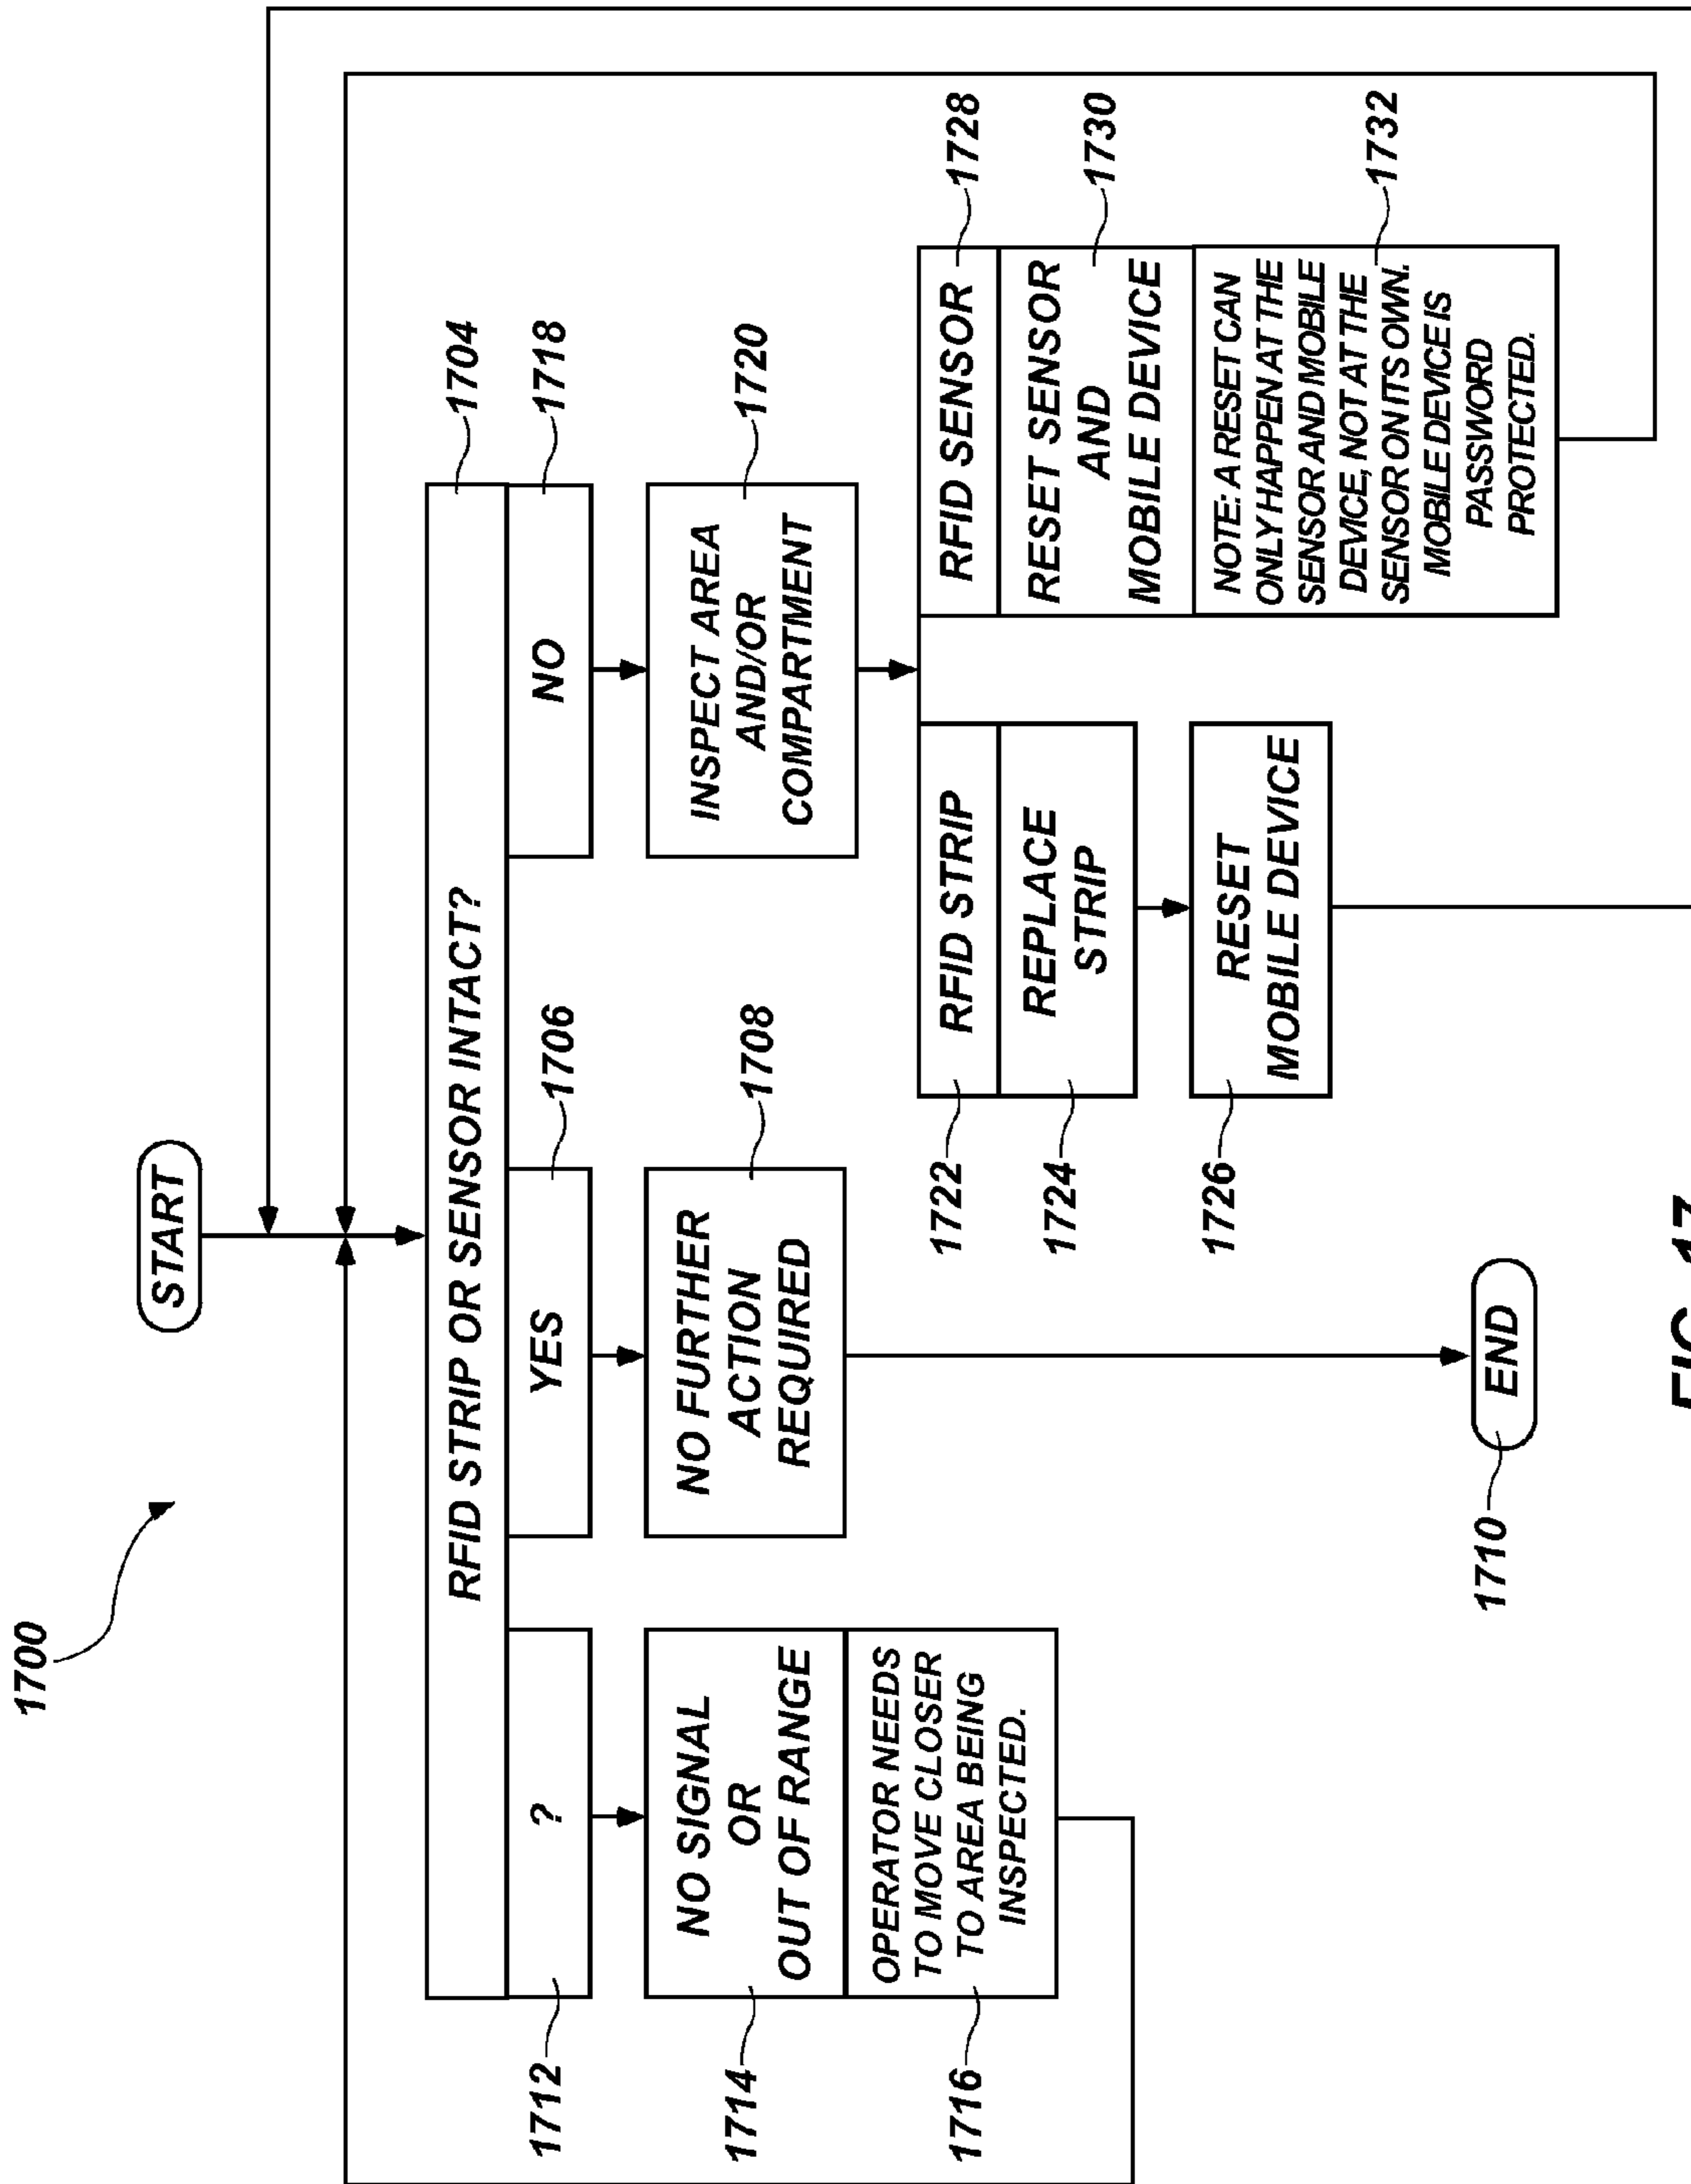 1700
START
RFID STRIP OR SENSOR INTACT?
1704
?
1712
YES
1706
NO
1718
NO SIGNAL
OR
OUT OF RANGE
1714
OPERATOR NEEDS
TO MOVE CLOSER
TO AREA BEING
INSPECTED.
1716
NO FURTHER
ACTION
REQUIRED
1708
INSPECT AREA
AND/OR
COMPARTMENT
1720
RFID STRIP
1722
REPLACE
STRIP
1724
RESET
MOBILE DEVICE
1726
RFID SENSOR
1728
RESET SENSOR
AND
MOBILE DEVICE
1730
NOTE: A RESET CAN
ONLY HAPPEN AT THE
SENSOR AND MOBILE
DEVICE, NOT AT THE
SENSOR ON ITS OWN.
MOBILE DEVICE IS
PASSWORD
PROTECTED.
1732
END
1710
FIG. 17